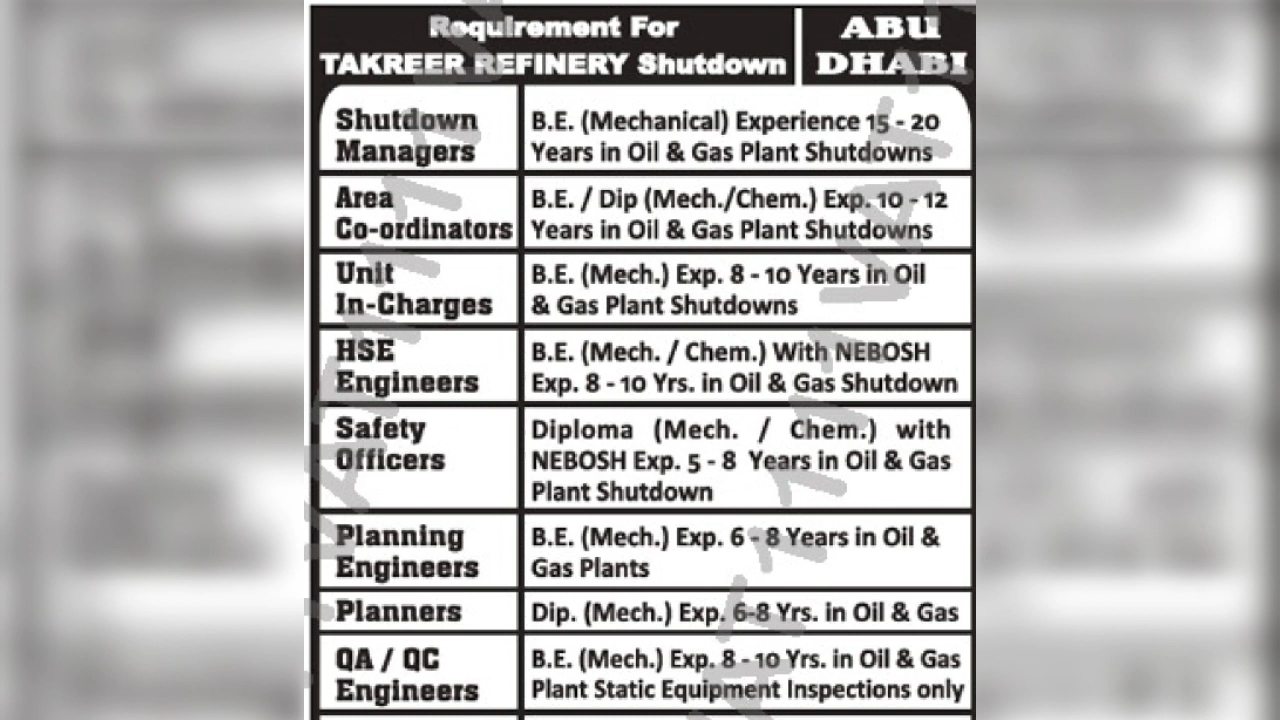 Requirement For
TAKREER REFINERY Shutdown
ABU
DHABI
Shutdown
Managers
B.E. (Mechanical) Experience 15 - 20
Years in Oil & Gas Plant Shutdowns
Area
Co-ordinators
B.E. / Dip (Mech./Chem.) Exp. 10 - 12
Years in Oil & Gas Plant Shutdowns
Unit
In-Charges
B.E. (Mech.) Exp. 8 - 10 Years in Oil
& Gas Plant Shutdowns
HSE
Engineers
B.E. (Mech. / Chem.) With NEBOSH
Exp. 8 - 10 Yrs. in Oil & Gas Shutdown
Safety
Officers
Diploma (Mech. / Chem.) with
NEBOSH Exp. 5 - 8 Years in Oil & Gas
Plant Shutdown
Planning
Engineers
B.E. (Mech.) Exp. 6 - 8 Years in Oil &
Gas Plants
Planners
Dip. (Mech.) Exp. 6-8 Yrs. in Oil & Gas
QA / QC
Engineers
B.E. (Mech.) Exp. 8 - 10 Yrs. in Oil & Gas
Plant Static Equipment Inspections only